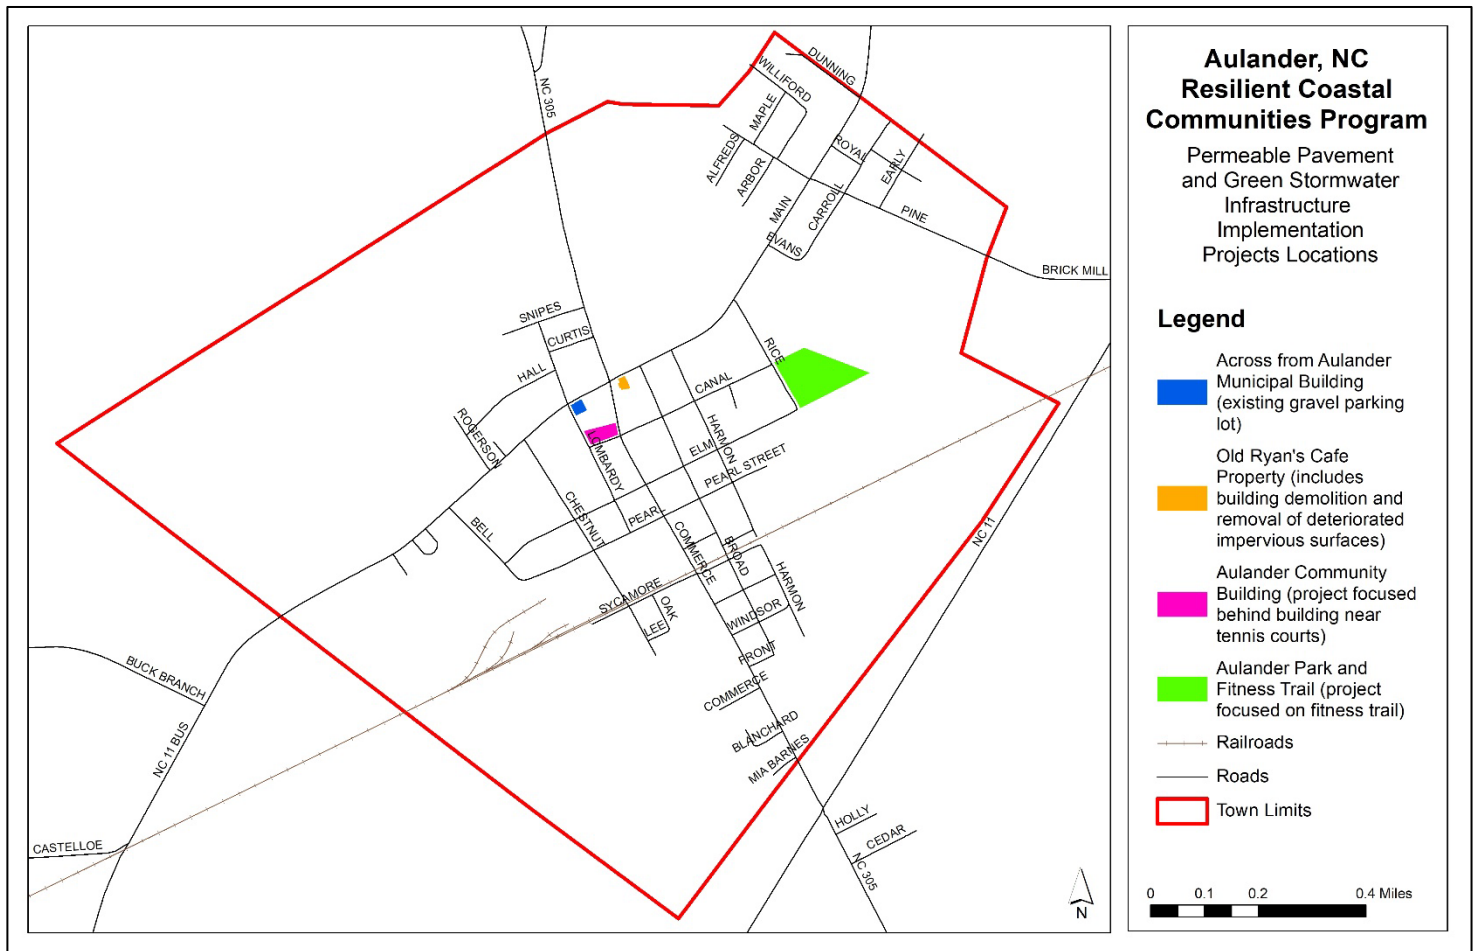 NC 305
DUNNING
WILLIFORD
MAPLE
ALFREDS
ARBOR
ROYAL
EARLY
MAIN
CARROLL
EVANS
PINE
BRICK MILL
SNIPES
CURTIS
HALL
RICE
CANAL
ROGERSON
LOMBARDY
HARMON
ELM
PEARL STREET
CHESTNUT
PEARL
BELL
COMMERCE
BROAD
NC 11
HARMON
SYCAMORE
OAK
LEE
WINDSOR
FRONT
BUCK BRANCH
COMMERCE
BLANCHARD
NC 11 BUS
MIA BARNES
HOLLY
CEDAR
CASTELLOE
NC 305
N
Aulander, NC
Resilient Coastal
Communities Program
Permeable Pavement
and Green Stormwater
Infrastructure
Implementation
Projects Locations
Legend
Across from Aulander
Municipal Building
(existing gravel parking
lot)
Old Ryan's Cafe
Property (includes
building demolition and
removal of deteriorated
impervious surfaces)
Aulander Community
Building (project focused
behind building near
tennis courts)
Aulander Park and
Fitness Trail (project
focused on fitness trail)
Railroads
Roads
Town Limits
0 0.1 0.2 0.4 Miles